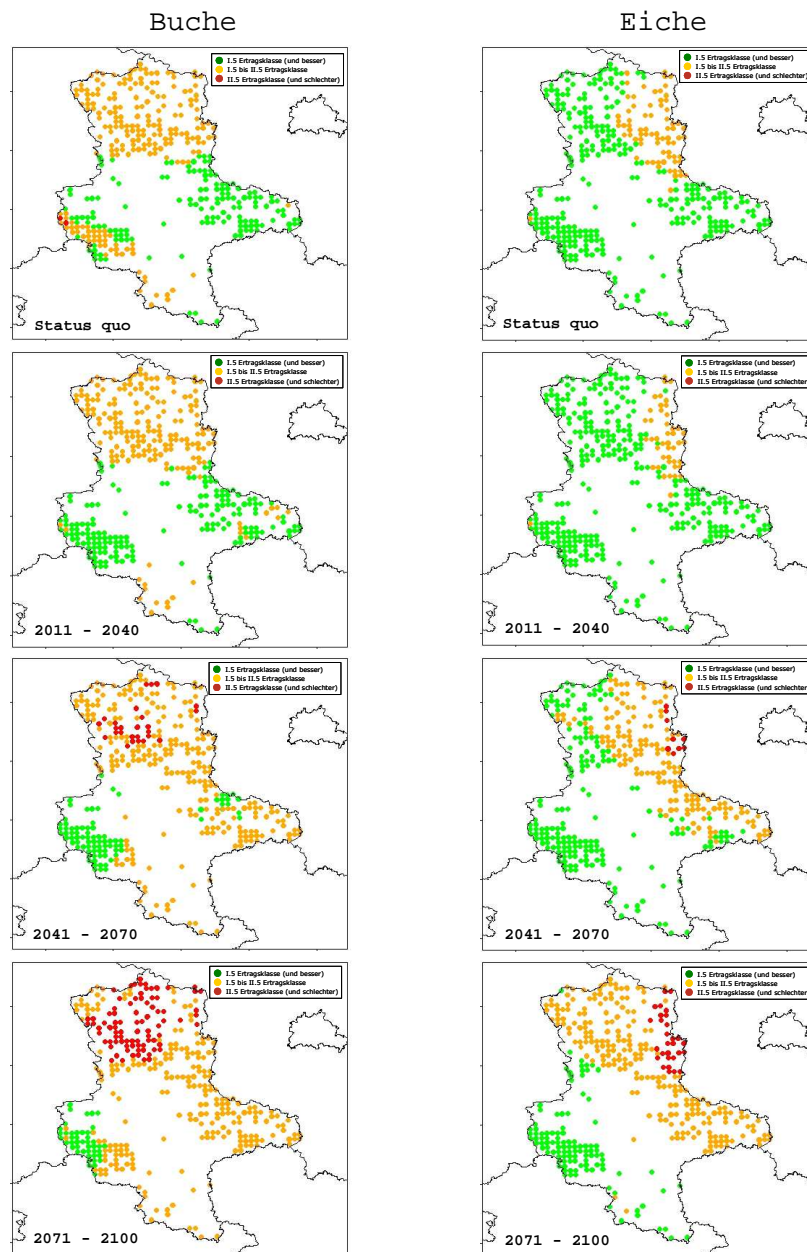 Buche
Eiche
I.5 Ertragsklasse (und besser)
I.5 bis II.5 Ertragsklasse
II.5 Ertragsklasse (und schlechter)
Status quo
I.5 Ertragsklasse (und besser)
I.5 bis II.5 Ertragsklasse
II.5 Ertragsklasse (und schlechter)
Status quo
I.5 Ertragsklasse (und besser)
I.5 bis II.5 Ertragsklasse
II.5 Ertragsklasse (und schlechter)
2011 - 2040
I.5 Ertragsklasse (und besser)
I.5 bis II.5 Ertragsklasse
II.5 Ertragsklasse (und schlechter)
2011 - 2040
I.5 Ertragsklasse (und besser)
I.5 bis II.5 Ertragsklasse
II.5 Ertragsklasse (und schlechter)
2041 - 2070
I.5 Ertragsklasse (und besser)
I.5 bis II.5 Ertragsklasse
II.5 Ertragsklasse (und schlechter)
2041 - 2070
I.5 Ertragsklasse (und besser)
I.5 bis II.5 Ertragsklasse
II.5 Ertragsklasse (und schlechter)
2071 - 2100
I.5 Ertragsklasse (und besser)
I.5 bis II.5 Ertragsklasse
II.5 Ertragsklasse (und schlechter)
2071 - 2100